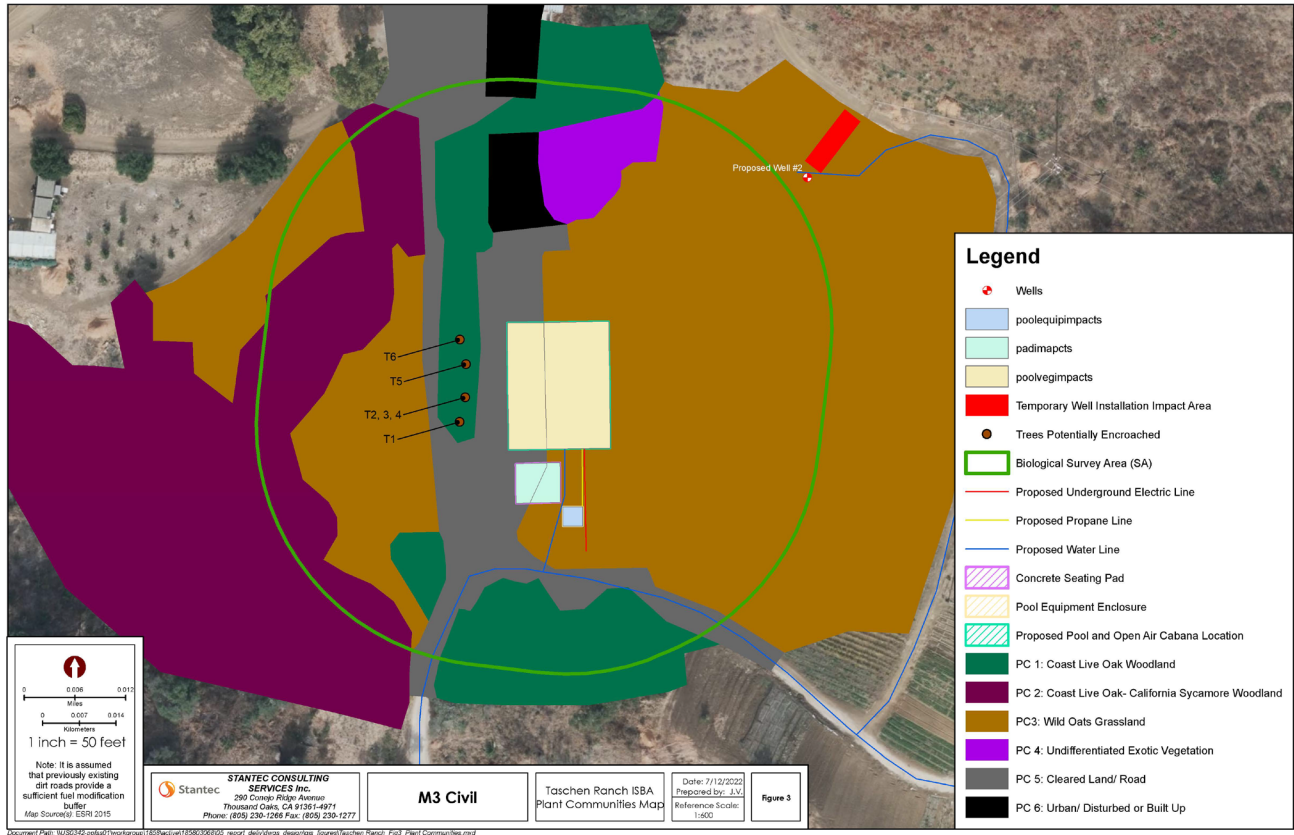 Proposed Well #2
T6
T5
T2, 3, 4
T1
Legend
Wells
poolequipimpacts
padimapcts
poolvegimpacts
Temporary Well Installation Impact Area
Trees Potentially Encroached
Biological Survey Area (SA)
Proposed Underground Electric Line
Proposed Propane Line
Proposed Water Line
Concrete Seating Pad
Pool Equipment Enclosure
Proposed Pool and Open Air Cabana Location
PC 1: Coast Live Oak Woodland
PC 2: Coast Live Oak- California Sycamore Woodland
PC3: Wild Oats Grassland
PC 4: Undifferentiated Exotic Vegetation
PC 5: Cleared Land/ Road
PC 6: Urban/ Disturbed or Built Up
0 0.006 0.012
Miles
0 0.007 0.014
Kilometers
1 inch = 50 feet
Note: It is assumed
that previously existing
dirt roads provide a
sufficient fuel modification
buffer
Map Source(s): ESRI 2015
Stantec
STANTEC CONSULTING
SERVICES Inc.
290 Conejo Ridge Avenue
Thousand Oaks, CA 91361-4971
Phone: (805) 230-1266 Fax: (805) 230-1277
M3 Civil
Taschen Ranch ISBA
Plant Communities Map
Date: 7/12/2022
Prepared by: J.V.
Reference Scale:
1:600
Figure 3